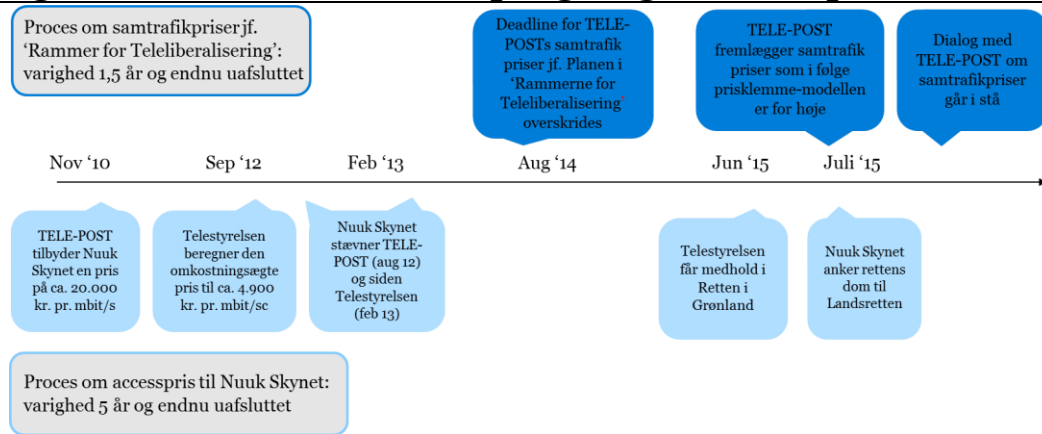 Proces om samtrafikpriser jf.
‘Rammer for Teleliberalisering’:
varighed 1,5 år og endnu uafsluttet
Deadline for TELE-
POSTs samtrafik
priser jf. Planen i
‘Rammerne for
Teleliberalisering’
overskrides
TELE-POST
fremlægger samtrafik
priser som i følge
prisklemme-modellen
er for høje
Dialog med
TELE-POST om
samtrafikpriser
går i stå
Nov ‘10
Sep ‘12
Feb ‘13
Aug ‘14
Jun ‘15
Juli ‘15
TELE-POST
tilbyder Nuuk
Skynet en pris
på ca. 20.000
kr. pr. mbit/s
Telestyrelsen
beregner den
omkostningsægte
pris til ca. 4.900
kr. pr. mbit/sc
Nuuk Skynet
stævner TELE-
POST (aug 12)
og siden
Telestyrelsen
(feb 13)
Telestyrelsen
får medhold i
Retten i
Grønland
Nuuk Skynet
anker rettens
dom til
Landsretten
Proces om accesspris til Nuuk Skynet:
varighed 5 år og endnu uafsluttet